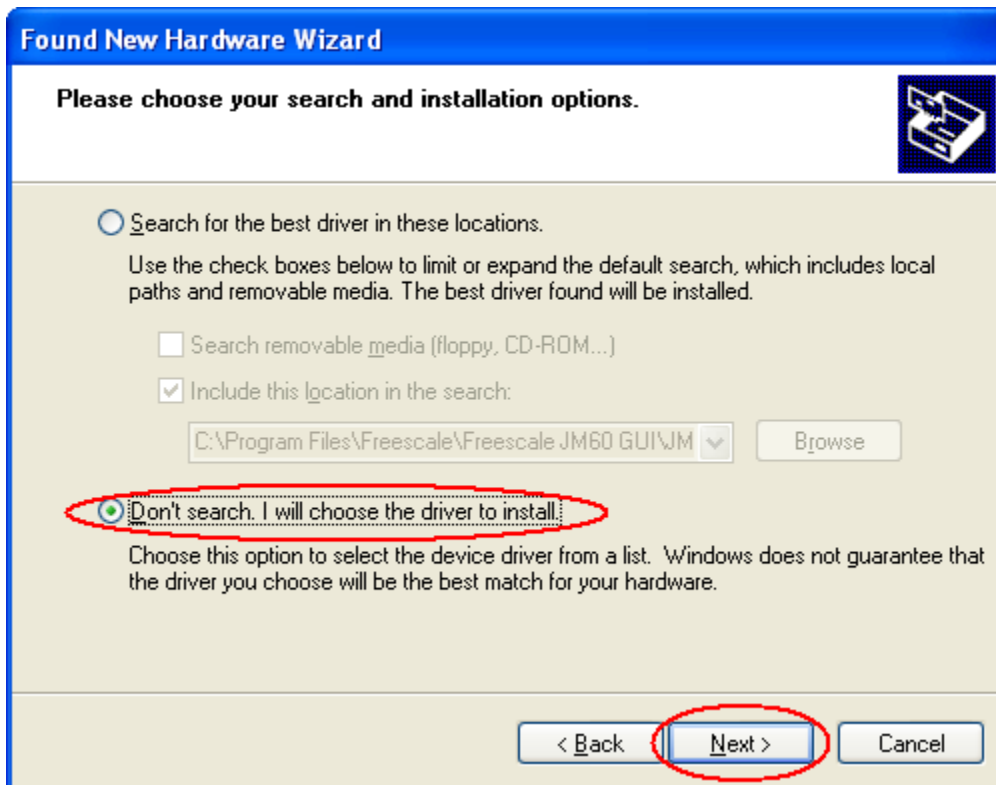 Found New Hardware Wizard
Please choose your search and installation options.
Search for the best driver in these locations.
Use the check boxes below to limit or expand the default search, which includes local
paths and removable media. The best driver found will be installed.
Search removable media (floppy, CD-ROM...)
Include this location in the search:
C:\Program Files\Freescale\Freescale JM60 GUI\JM
Browse
Don't search. I will choose the driver to install.
Choose this option to select the device driver from a list. Windows does not guarantee that
the driver you choose will be the best match for your hardware.
< Back
Next >
Cancel